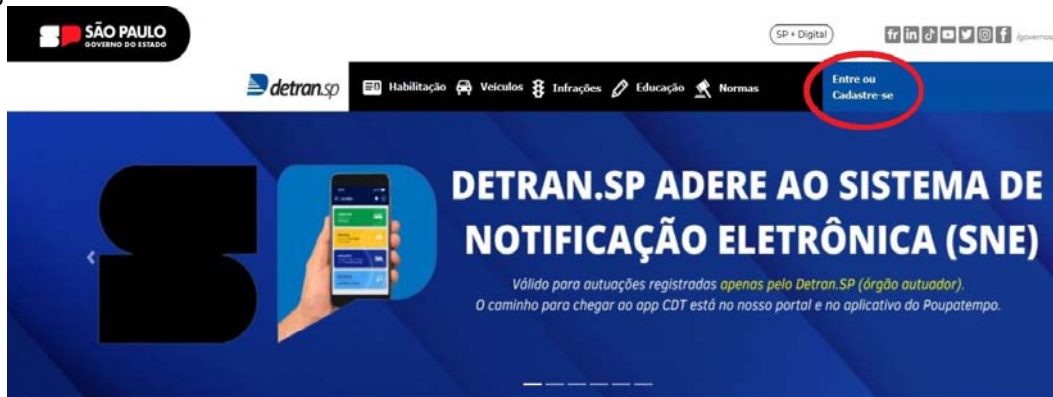 SÃO PAULO
GOVERNO DO ESTADO
SP + Digital
detran.sp
Habilitação
Veículos
Infrações
Educação
Normas
Entre ou
Cadastre-se
DETRAN.SP ADERE AO SISTEMA DE
NOTIFICAÇÃO ELETRÔNICA (SNE)
Válido para autuações registradas apenas pelo Detran.SP (órgão autuador).
O caminho para chegar ao app CDT está no nosso portal e no aplicativo do Poupatempo.